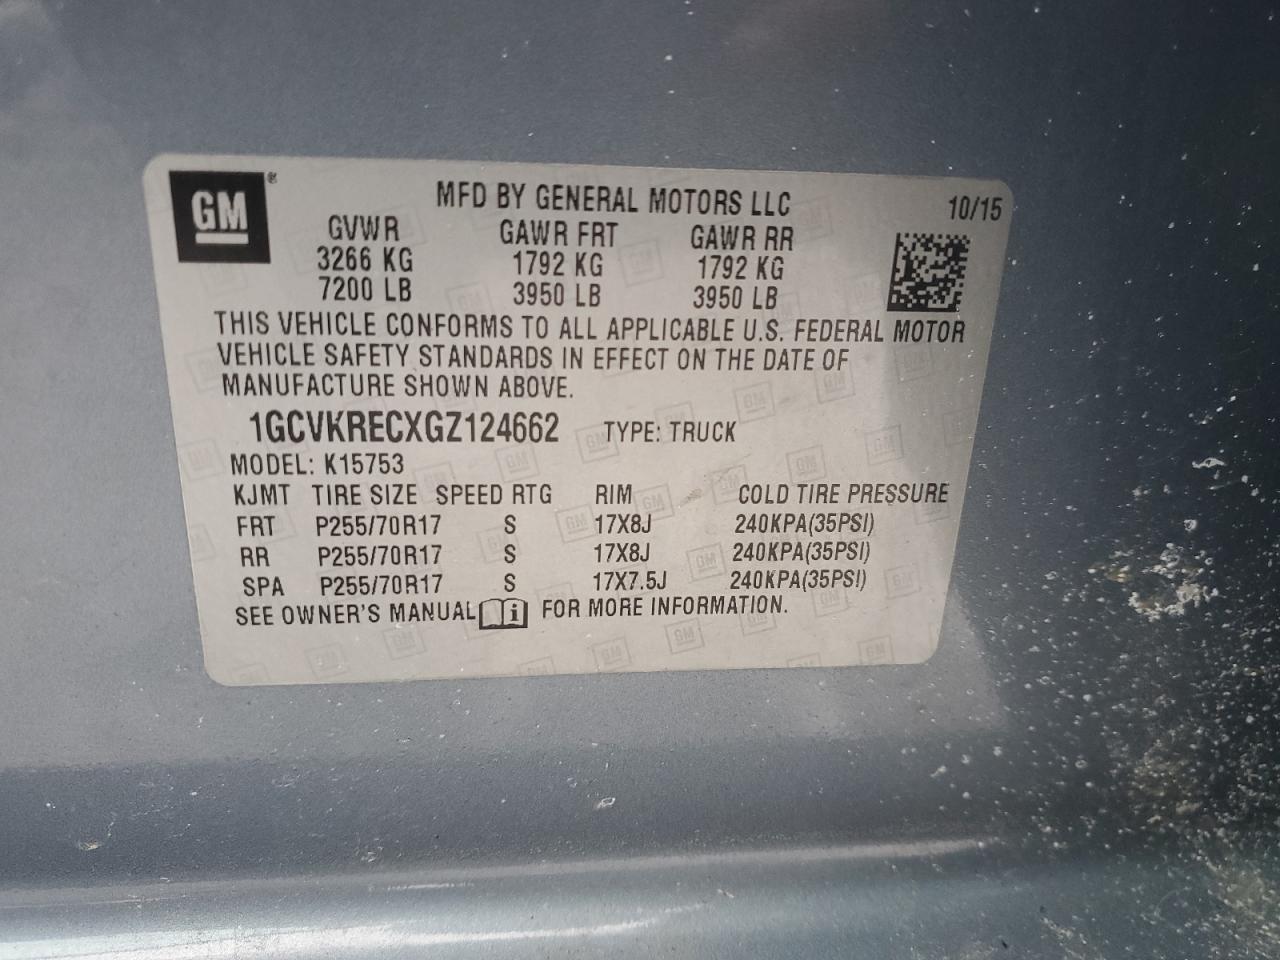 GM® MFD BY GENERAL MOTORS LLC 10/15
GVWR GAWR FRT GAWR RR
3266 KG 1792 KG 1792 KG
7200 LB 3950 LB 3950 LB
THIS VEHICLE CONFORMS TO ALL APPLICABLE U.S. FEDERAL MOTOR
VEHICLE SAFETY STANDARDS IN EFFECT ON THE DATE OF
MANUFACTURE SHOWN ABOVE.
1GCVKRECXGZ124662 TYPE: TRUCK
MODEL: K15753
KJMT TIRE SIZE SPEED RTG RIM COLD TIRE PRESSURE
FRT P255/70R17 S 17X8J 240KPA(35PSI)
RR P255/70R17 S 17X8J 240KPA(35PSI)
SPA P255/70R17 S 17X7.5J 240KPA(35PSI)
SEE OWNER'S MANUAL FOR MORE INFORMATION.